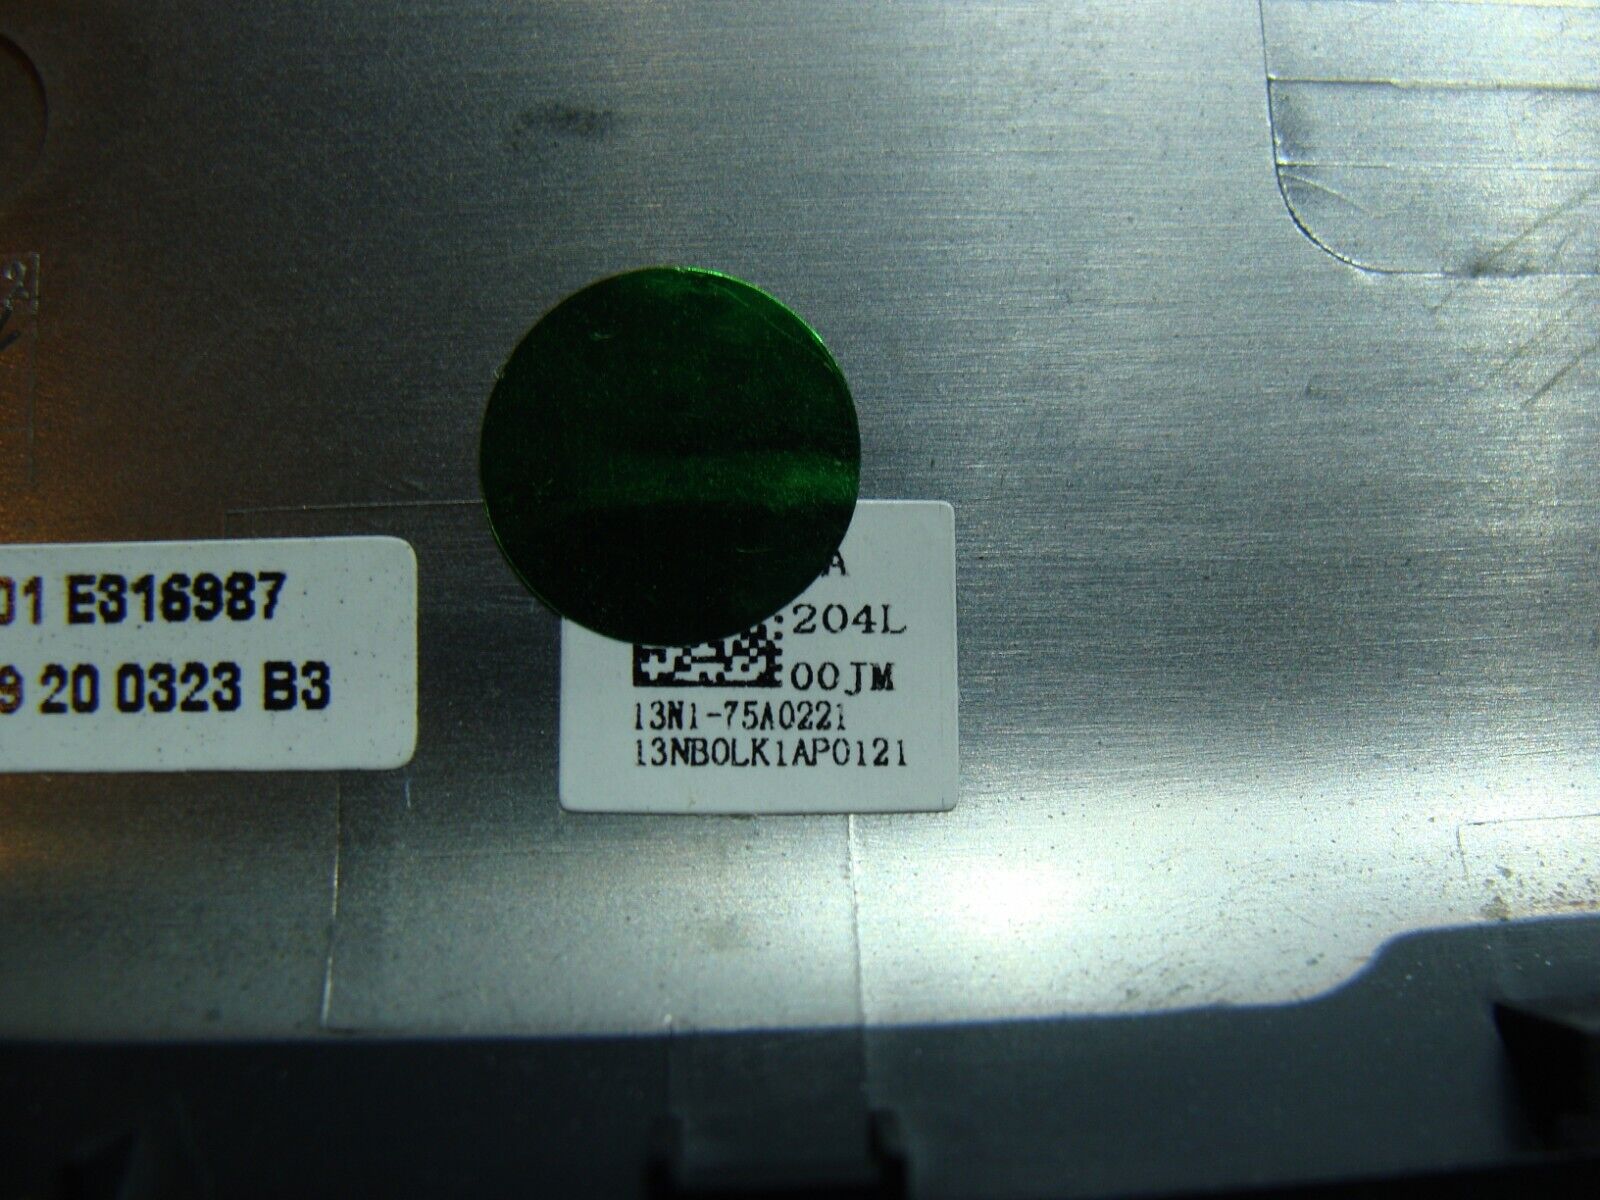 01 E316987
9 20 0323 B3
A
204L
00JM
13N1-75A0221
13NB0LK1AP0121